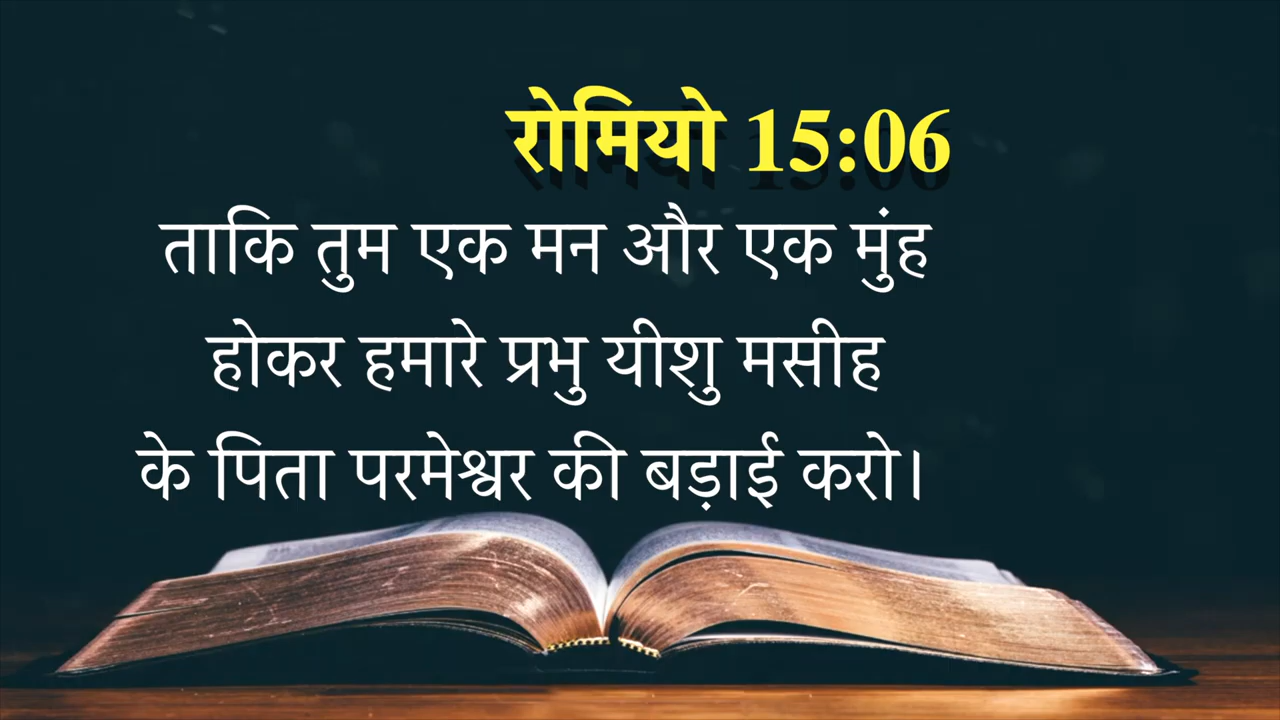 रोमियो 15:06
ताकि तुम एक मन और एक मुंह
होकर हमारे प्रभु यीशु मसीह
के पिता परमेश्वर की बड़ाई करो।